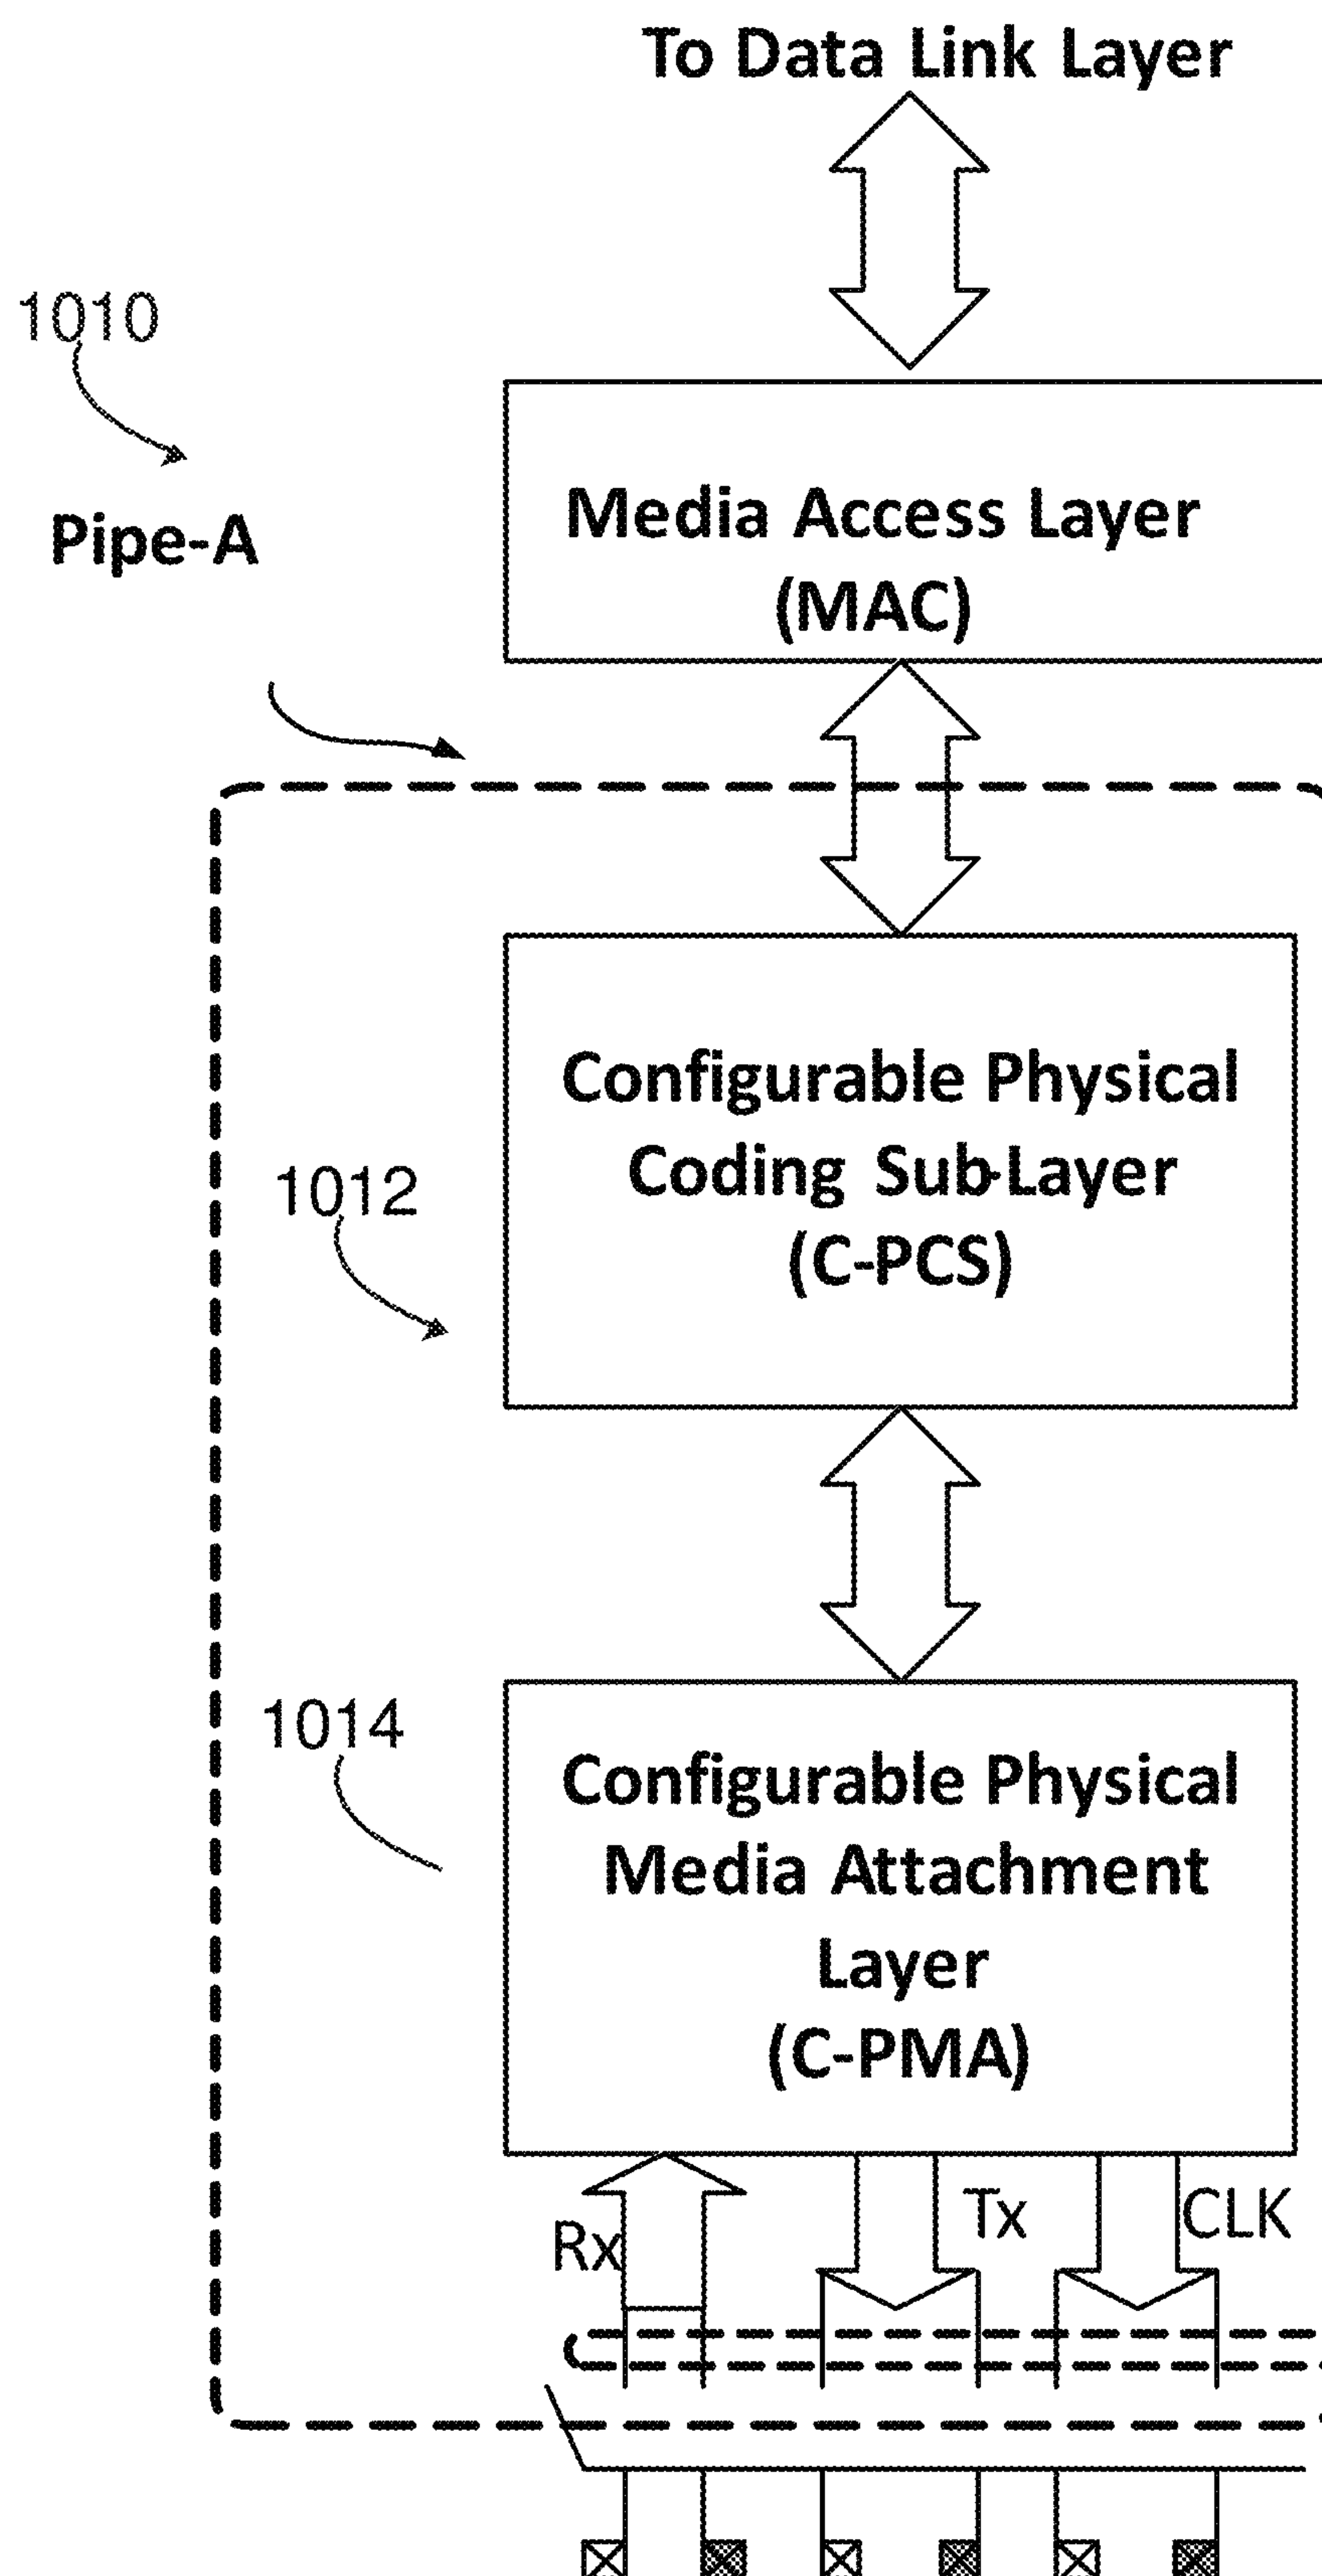 To Data Link Layer
1010
Media Access Layer
(MAC)
Pipe-A
Configurable Physical
Coding Sub-Layer
(C-PCS)
1012
1014
Configurable Physical
Media Attachment
Layer
(C-PMA)
Rx
Tx
CLK